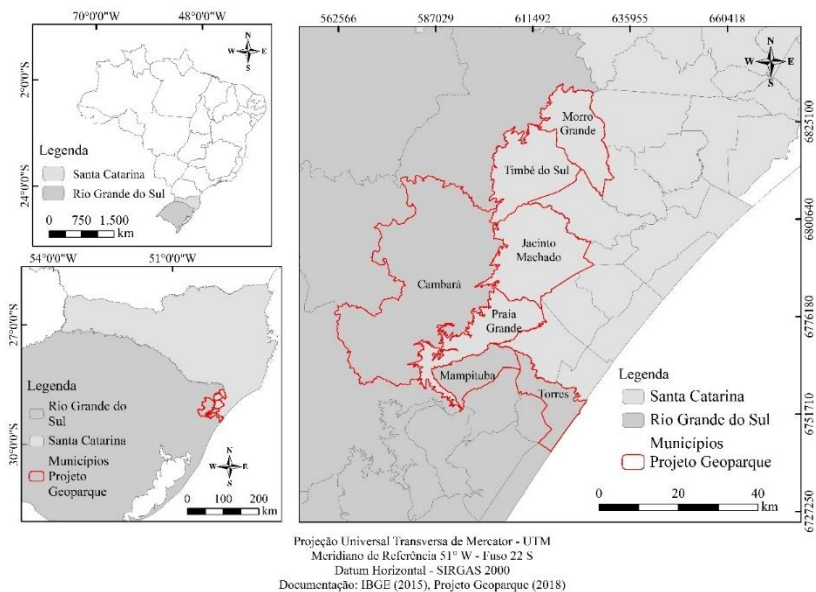 70°0'0"W 48°0'0"W
N
W E
S
2°0'0"S
24°0'0"S
Legenda
Santa Catarina
Rio Grande do Sul
0 750 1.500
km
54°0'0"W 51°0'0"W
27°0'0"S
30°0'0"S
Legenda
Rio Grande do
Sul
Santa Catarina
Municípios
Projeto Geoparque
N
W E
S
0 100 200
km
562566 587029 611492 635955 660418
N
W E
S
6825100
6800640
6776180
6751710
6727250
Morro
Grande
Timbé do Sul
Jacinto
Machado
Cambará
Praia
Grande
Mampituba
Torres
Legenda
Santa Catarina
Rio Grande do Sul
Municípios
Projeto Geoparque
0 20 40
km
Projeção Universal Transversa de Mercator - UTM
Meridiano de Referência 51° W - Fuso 22 S
Datum Horizontal - SIRGAS 2000
Documentação: IBGE (2015), Projeto Geoparque (2018)